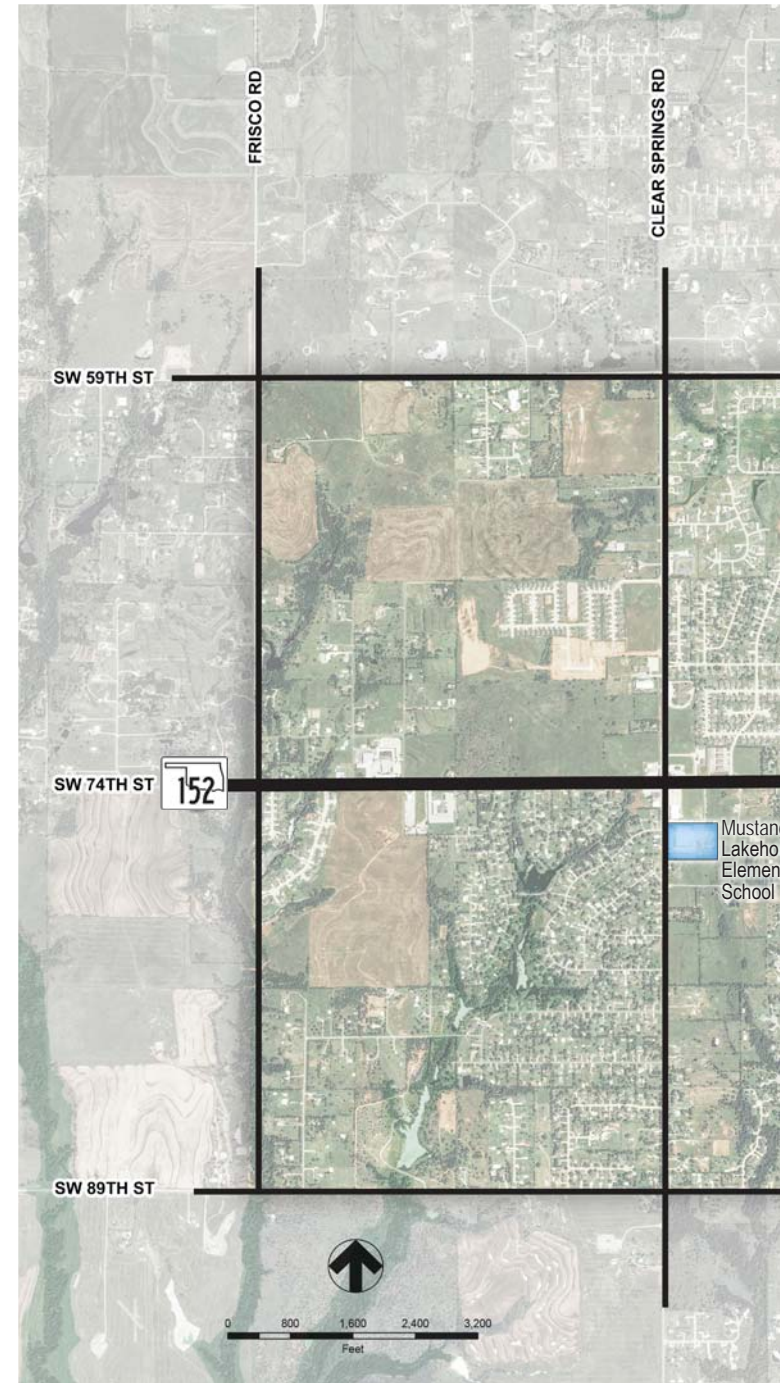 FRISCO RD
CLEAR SPRINGS RD
SW 59TH ST
SW 74TH ST
152
Mustang
Lakeho
Elemen
School
SW 89TH ST
0 800 1,600 2,400 3,200
Feet